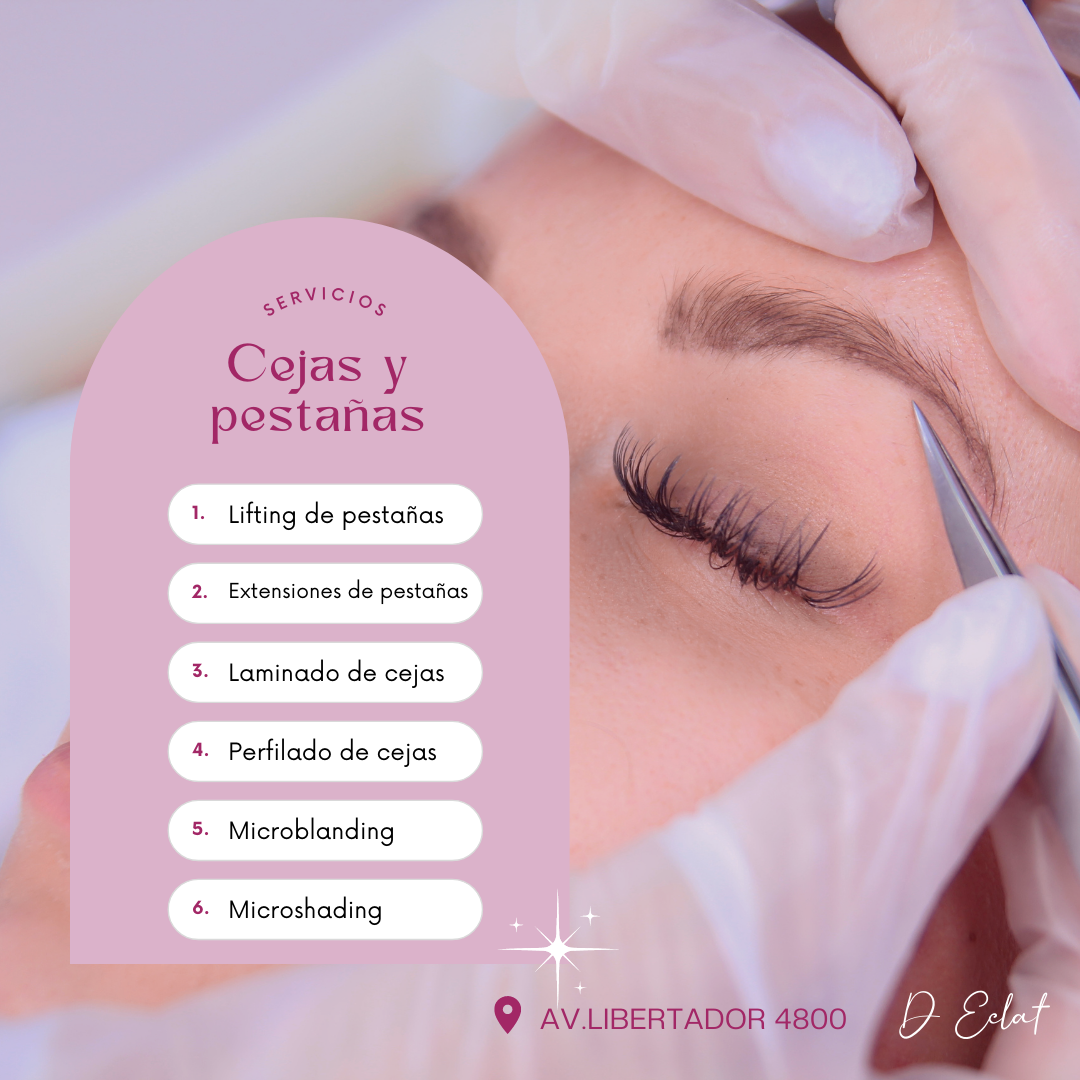 SERVICIOS
Cejas y
pestañas
1. Lifting de pestañas
2. Extensiones de pestañas
3. Laminado de cejas
4. Perfilado de cejas
5. Microblanding
6. Microshading
AV.LIBERTADOR 4800
D Eclat